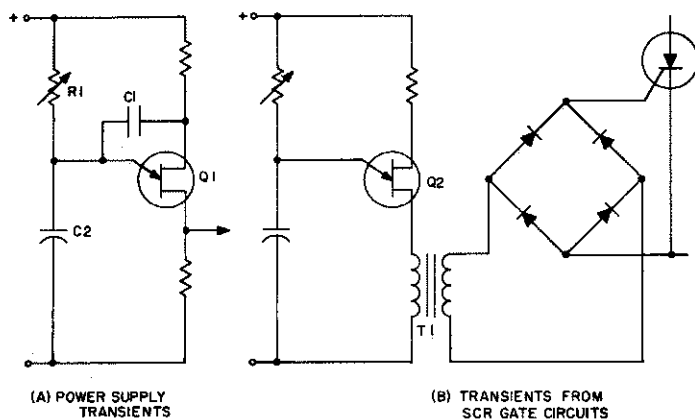 +
R1
C1
Q1
C2
(A) POWER SUPPLY
TRANSIENTS
+
Q2
T1
(B) TRANSIENTS FROM
SCR GATE CIRCUITS